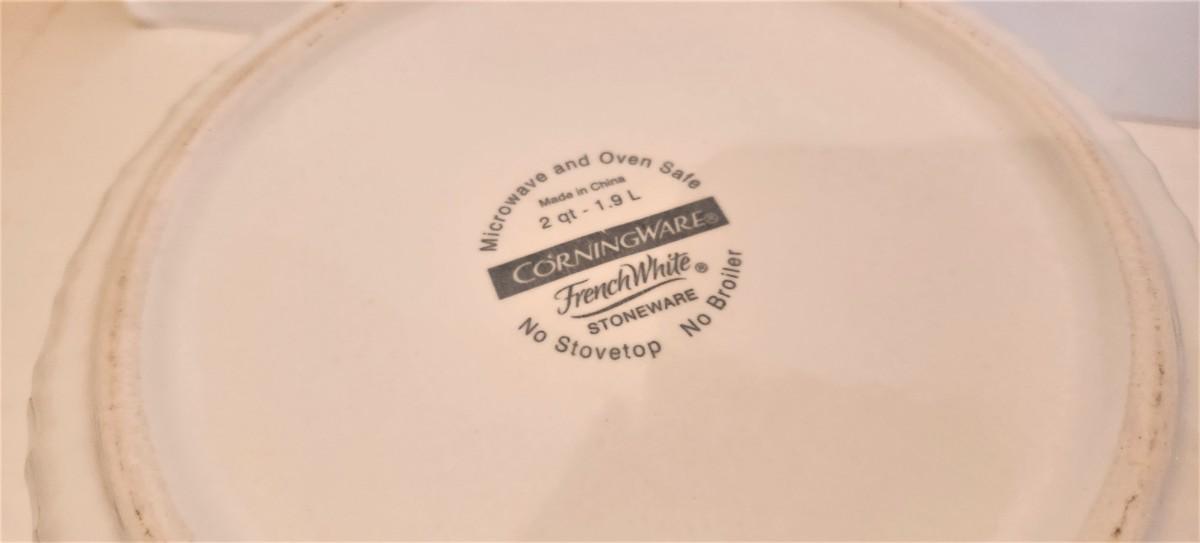 Microwave and Oven Safe
Made in China
2 qt - 1.9 L
CORNINGWARE®
FrenchWhite®
STONEWARE
No Stovetop No Broiler